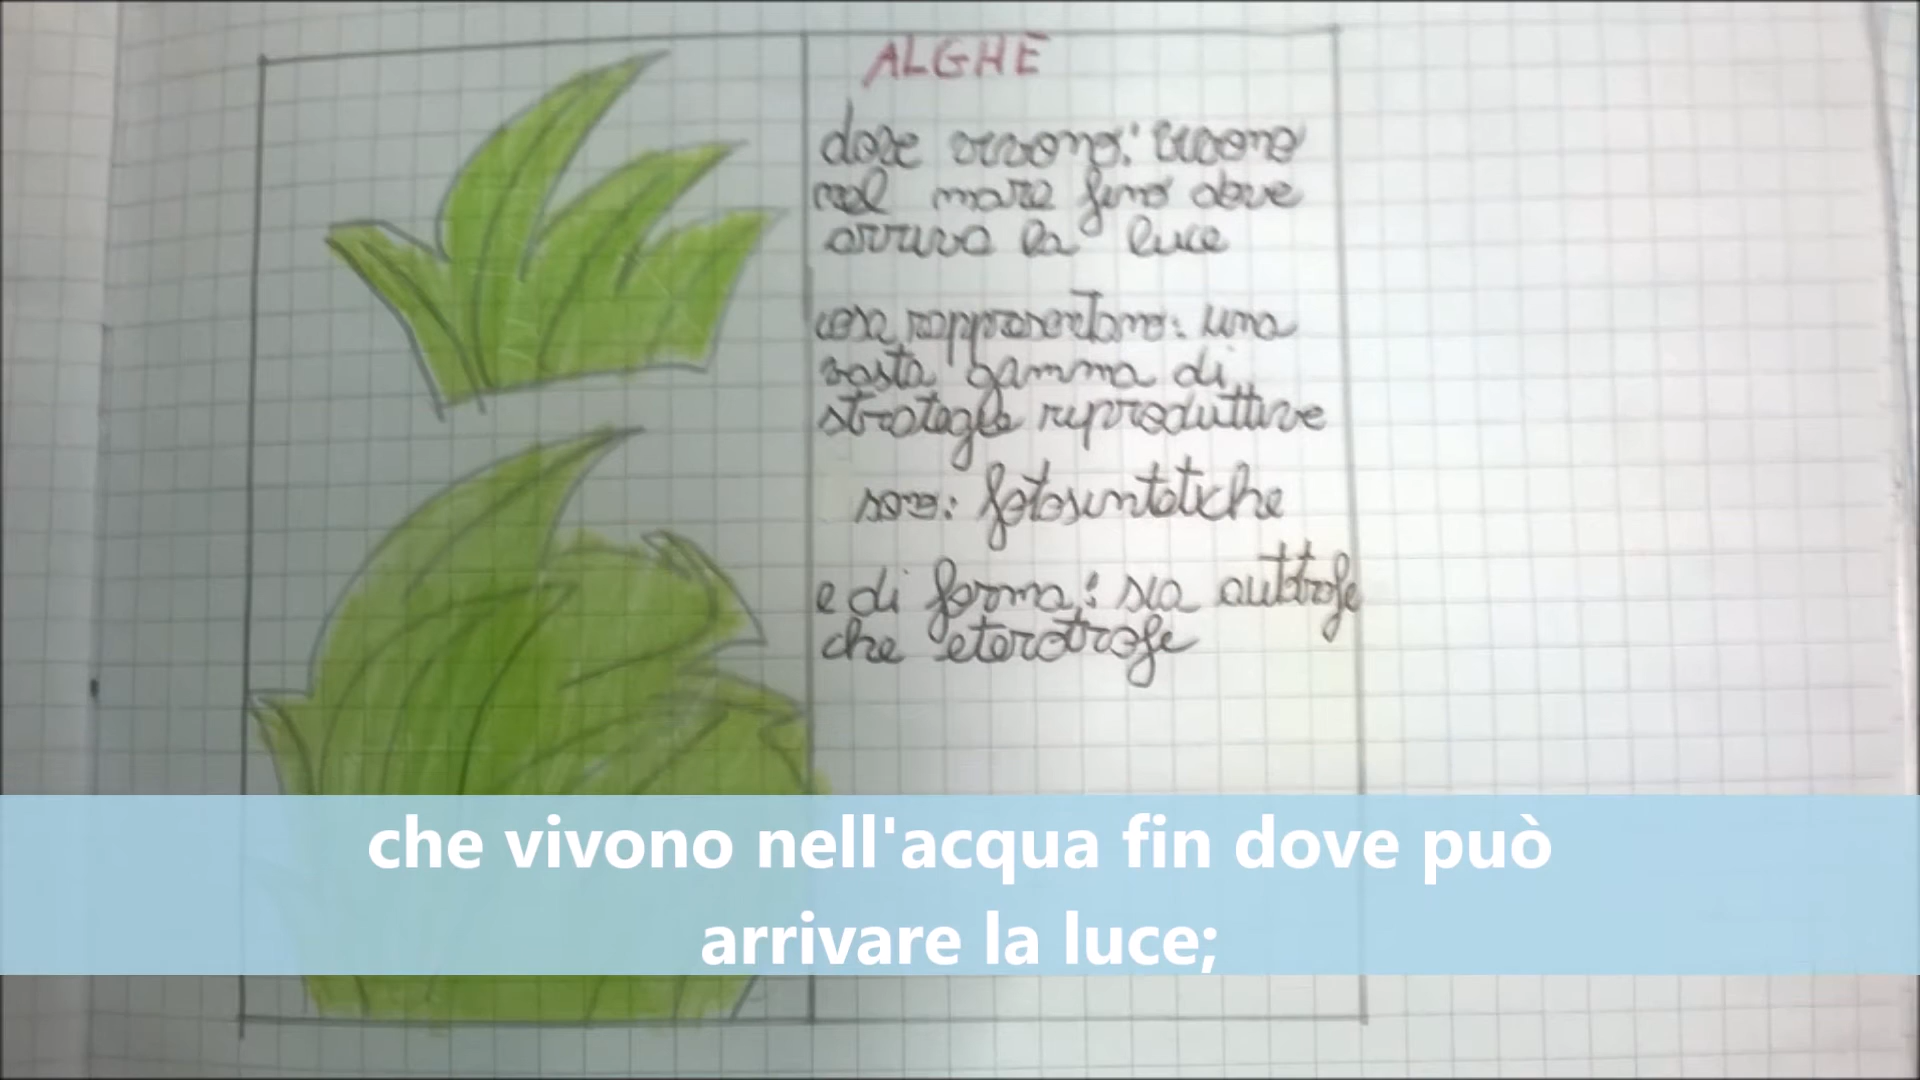 ALGHE
dove vivono: vivono
nel mare fino dove
arriva la luce
cosa rappresentano: una
vasta gamma di
strategie riproduttive
sono: fotosintetiche
e di forma: sia auttrofe
che eterotrofe
che vivono nell'acqua fin dove può
arrivare la luce;